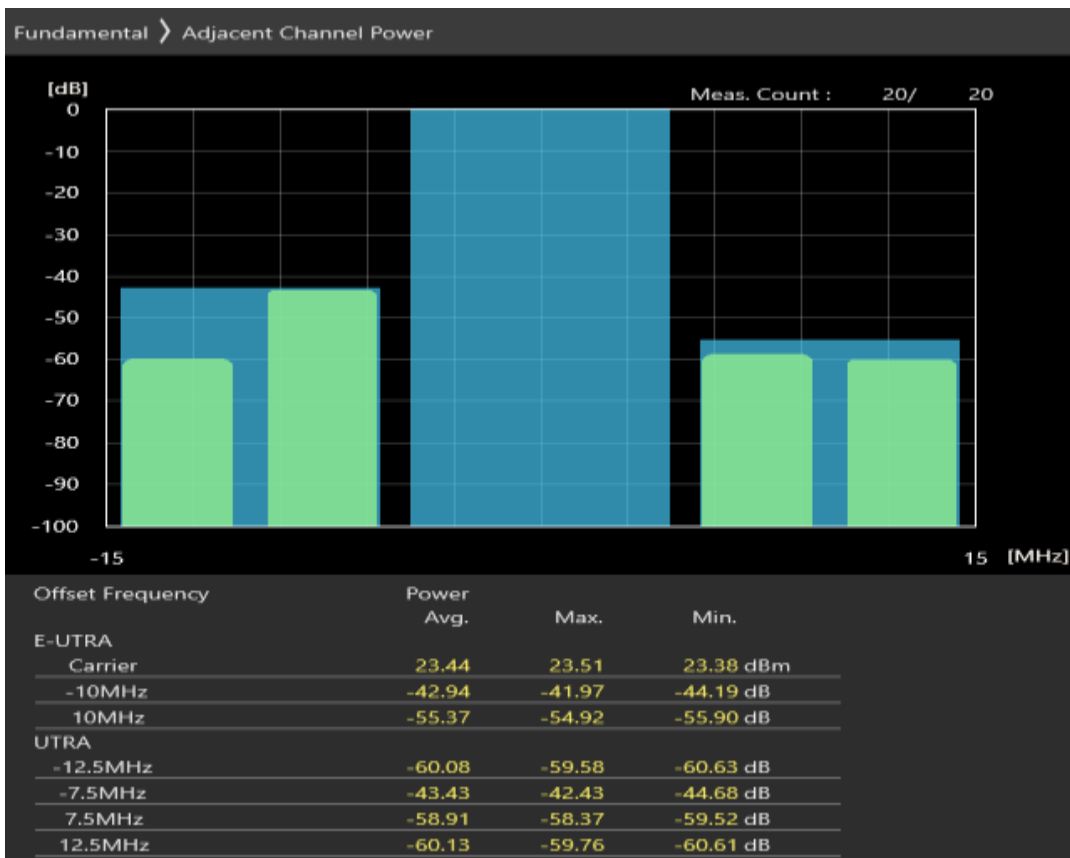 Fundamental 〉 Adjacent Channel Power
[dB]
Meas. Count : 20/ 20
0
-10
-20
-30
-40
-50
-60
-70
-80
-90
-100
-15 15 [MHz]
Offset Frequency Power
Avg. Max. Min.
E-UTRA
Carrier 23.44 23.51 23.38 dBm
-10MHz -42.94 -41.97 -44.19 dB
10MHz -55.37 -54.92 -55.90 dB
UTRA
-12.5MHz -60.08 -59.58 -60.63 dB
-7.5MHz -43.43 -42.43 -44.68 dB
7.5MHz -58.91 -58.37 -59.52 dB
12.5MHz -60.13 -59.76 -60.61 dB